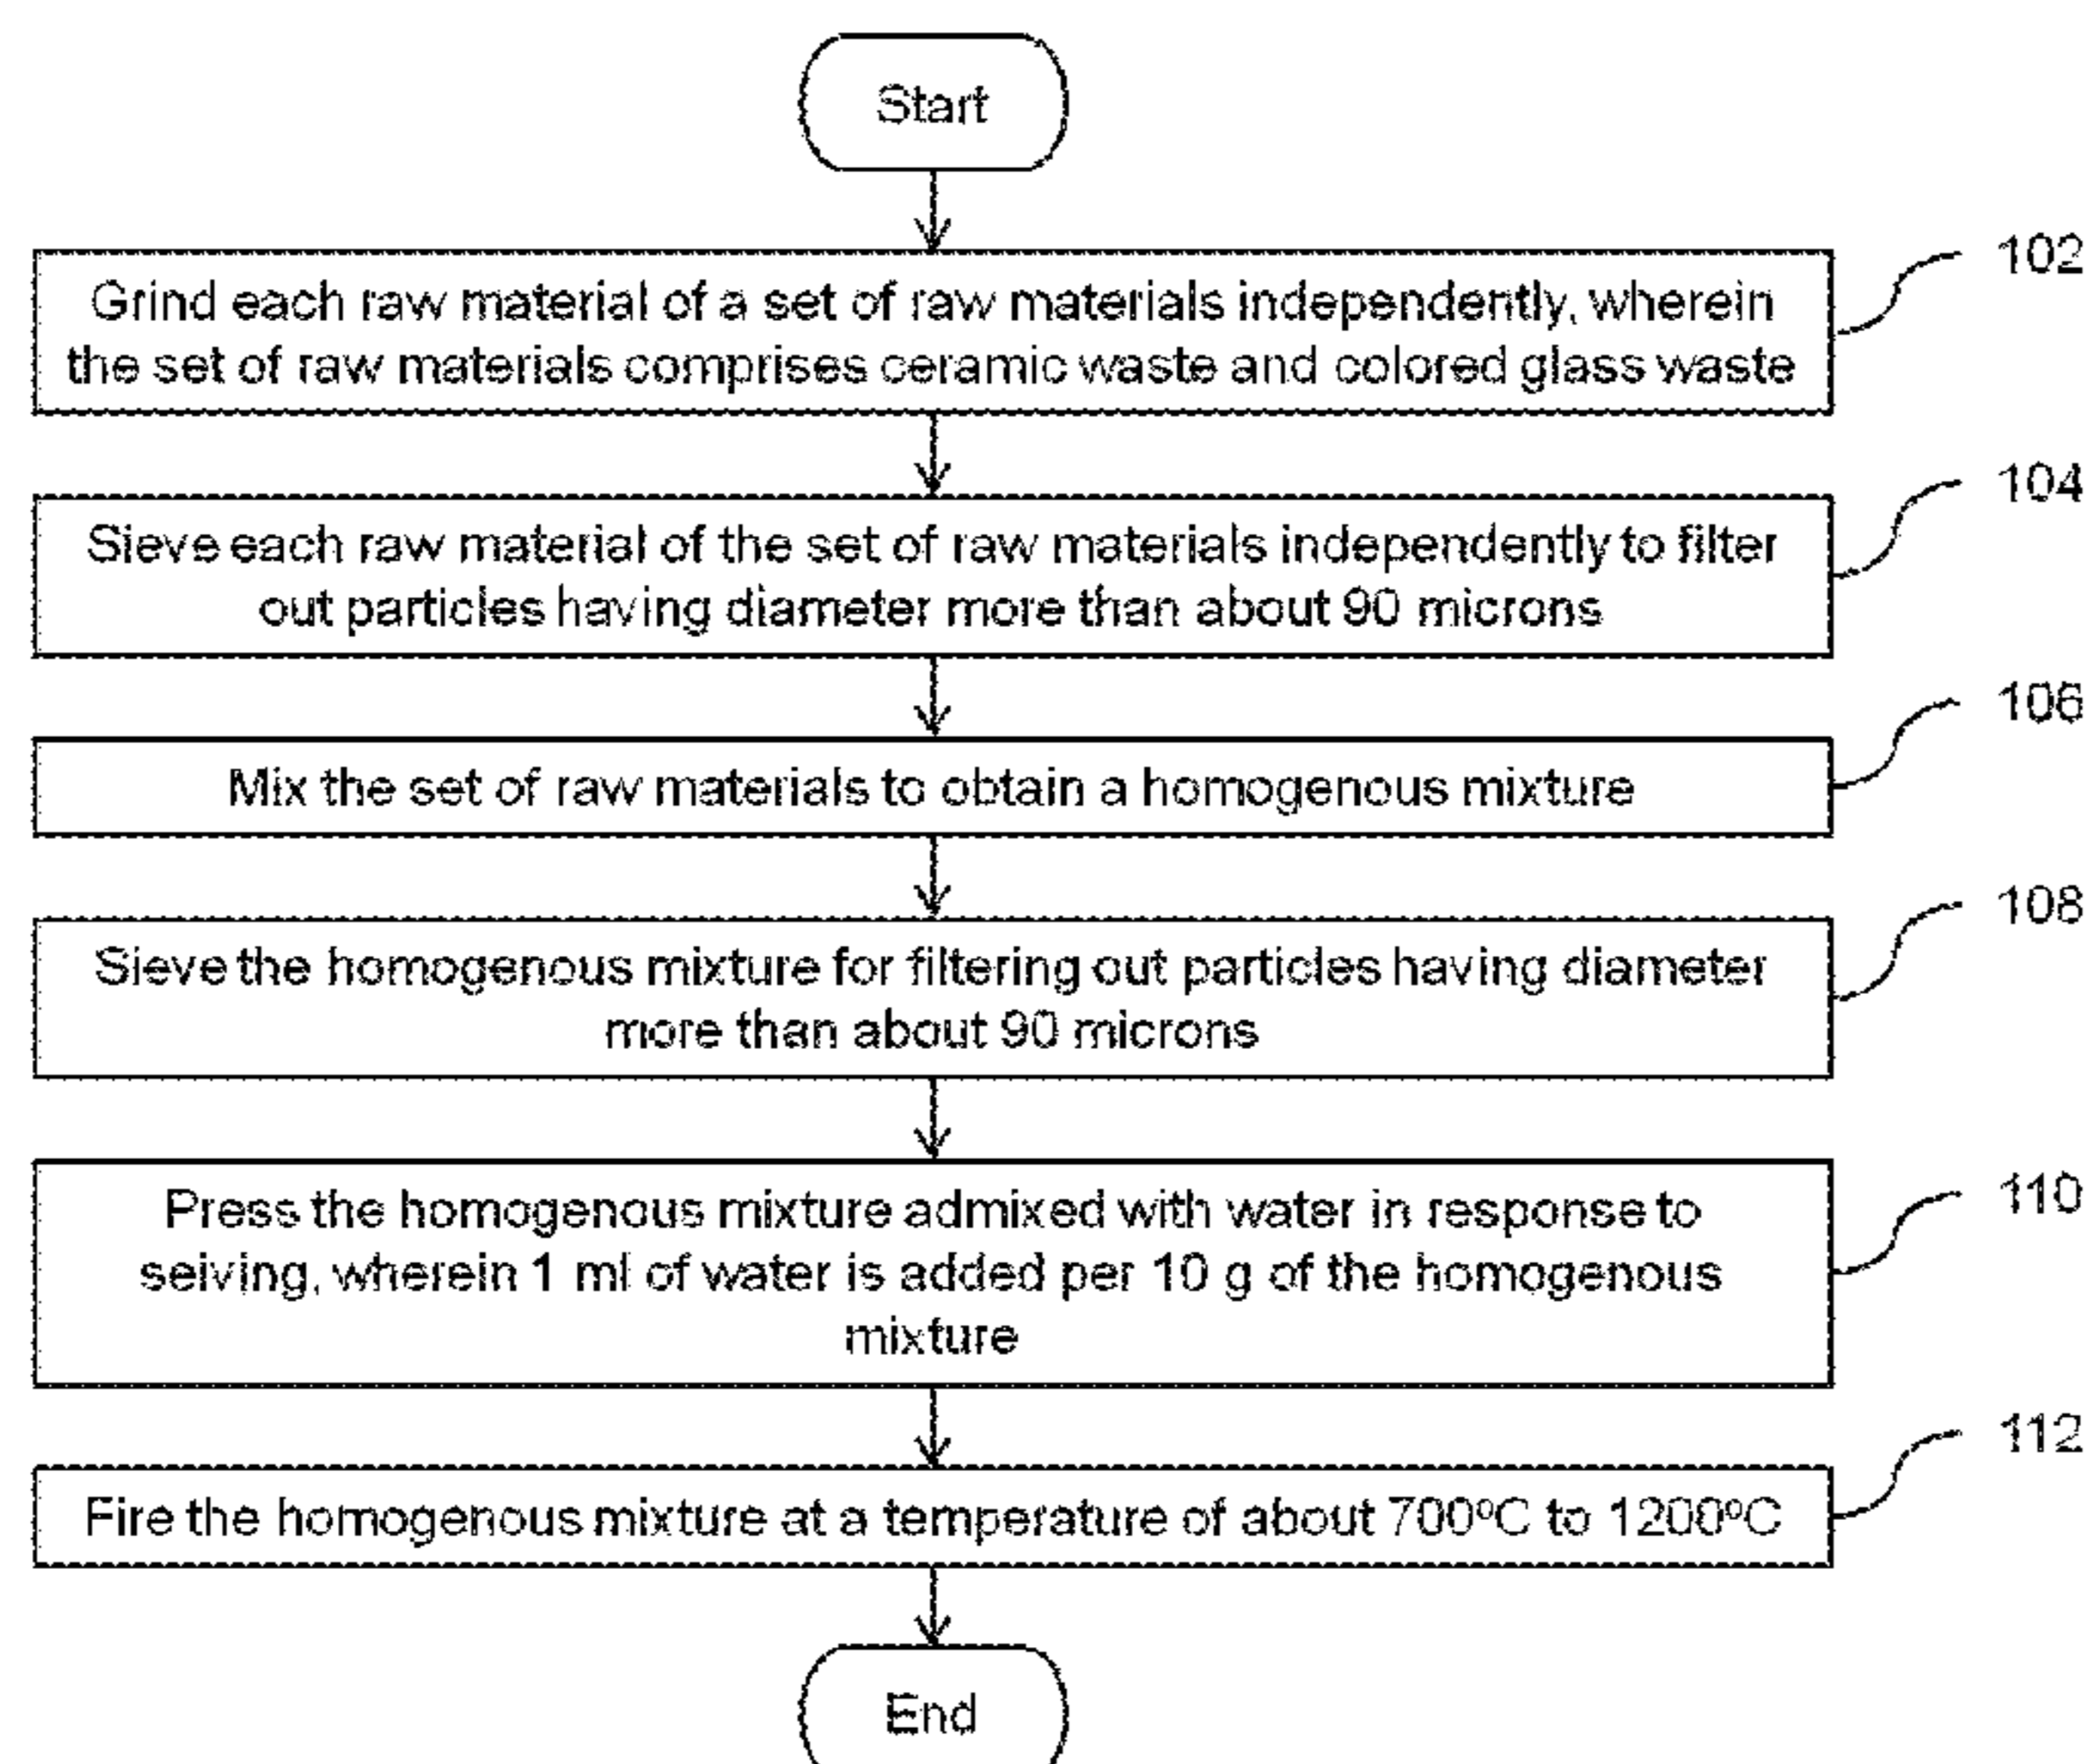 Start
Grind each raw material of a set of raw materials independently, wherein
the set of raw materials comprises ceramic waste and colored glass waste
102
Sieve each raw material of the set of raw materials independently to filter
out particles having diameter more than about 90 microns
104
Mix the set of raw materials to obtain a homogenous mixture
106
Sieve the homogenous mixture for filtering out particles having diameter
more than about 90 microns
108
Press the homogenous mixture admixed with water in response to
seiving, wherein 1 ml of water is added per 10 g of the homogenous
mixture
110
Fire the homogenous mixture at a temperature of about 700ºC to 1200ºC
112
End